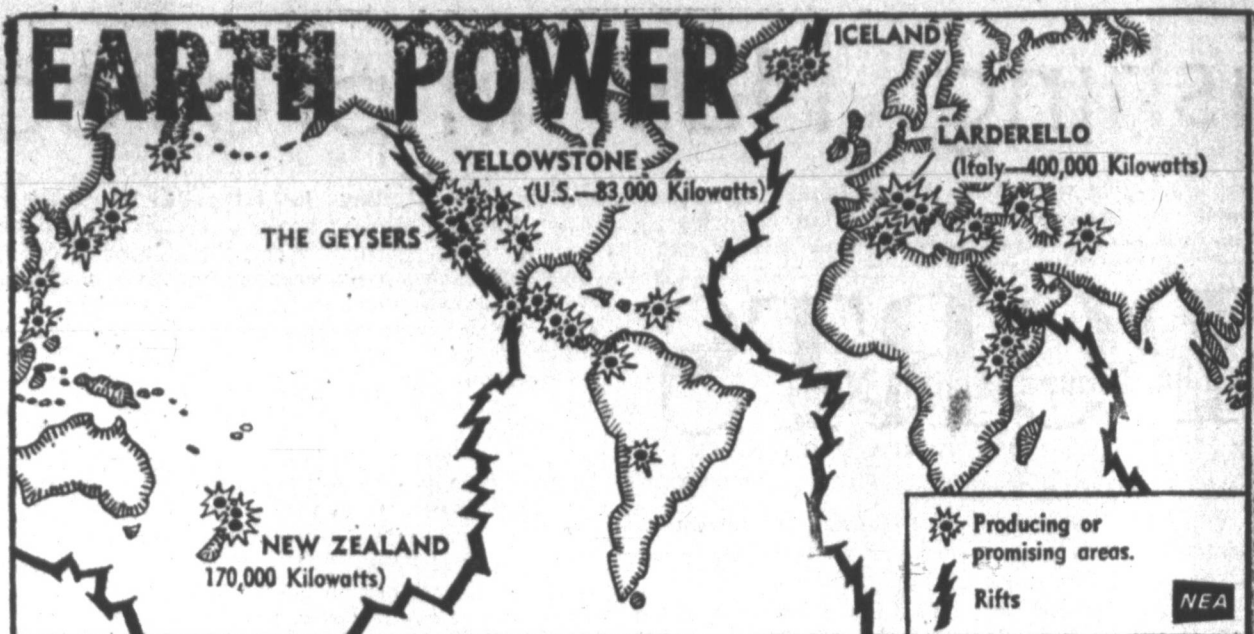 EARTH POWER
ICELAND
YELLOWSTONE
(U.S.—83,000 Kilowatts)
LARDERELLO
(Italy—400,000 Kilowatts)
THE GEYSERS
NEW ZEALAND
170,000 Kilowatts)
Producing or
promising areas.
Rifts
NEA